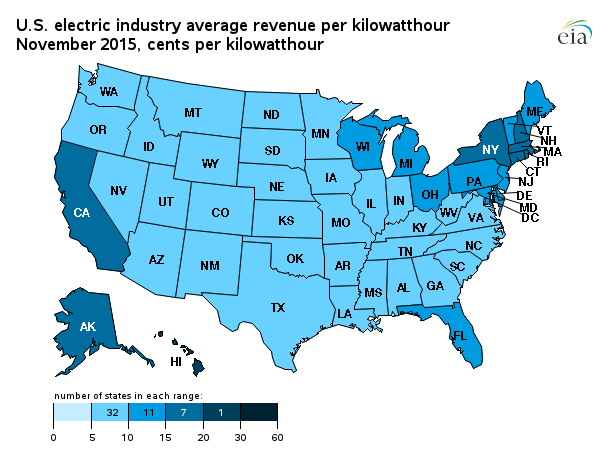 U.S. electric industry average revenue per kilowatthour
November 2015, cents per kilowatthour
eia
WA
MT
ND
MN
ME
OR
ID
SD
WI
VT
NH
WY
MI
NY
MA
RI
CT
IA
NE
PA
NJ
NV
OH
DE
UT
IL
IN
MD
CO
WV
DC
CA
KS
MO
KY
VA
NC
TN
AZ
NM
OK
AR
SC
MS
AL
GA
TX
LA
AK
FL
HI
number of states in each range:
32 11 7 1
0 5 10 15 20 30 60